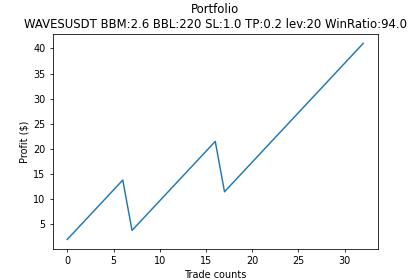 Portfolio
WAVESUSDT BBM:2.6 BBL:220 SL:1.0 TP:0.2 lev:20 WinRatio:94.0
40
35
30
25
20
15
10
5
Profit ($)
0 5 10 15 20 25 30
Trade counts